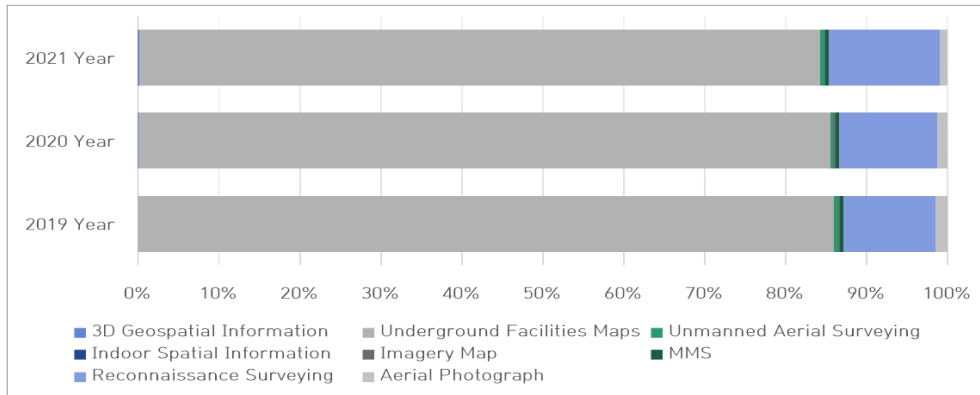 2021 Year
2020 Year
2019 Year
0% 10% 20% 30% 40% 50% 60% 70% 80% 90% 100%
3D Geospatial Information Underground Facilities Maps Unmanned Aerial Surveying
Indoor Spatial Information Imagery Map MMS
Reconnaissance Surveying Aerial Photograph